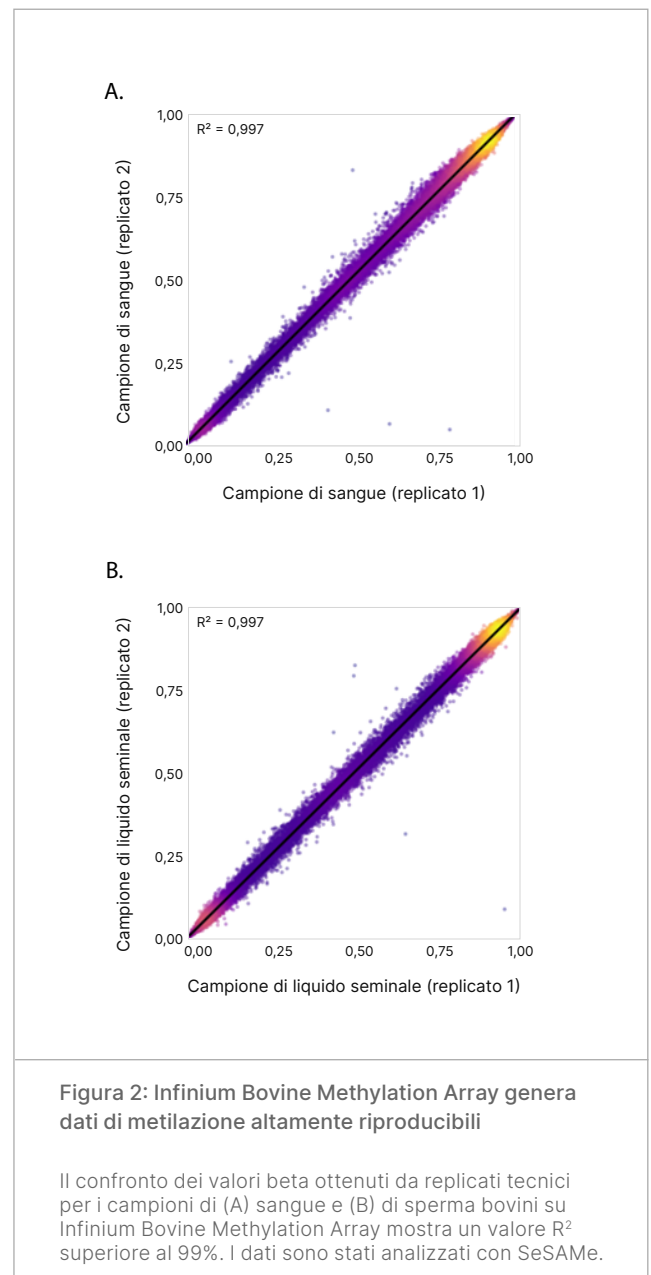 A.
R² = 0,997
Campione di sangue (replicato 2)
1,00
0,75
0,50
0,25
0,00
0,00 0,25 0,50 0,75 1,00
Campione di sangue (replicato 1)
B.
R² = 0,997
Campione di liquido seminale (replicato 2)
1,00
0,75
0,50
0,25
0,00
0,00 0,25 0,50 0,75 1,00
Campione di liquido seminale (replicato 1)
Figura 2: Infinium Bovine Methylation Array genera
dati di metilazione altamente riproducibili
Il confronto dei valori beta ottenuti da replicati tecnici
per i campioni di (A) sangue e (B) di sperma bovini su
Infinium Bovine Methylation Array mostra un valore R²
superiore al 99%. I dati sono stati analizzati con SeSAMe.